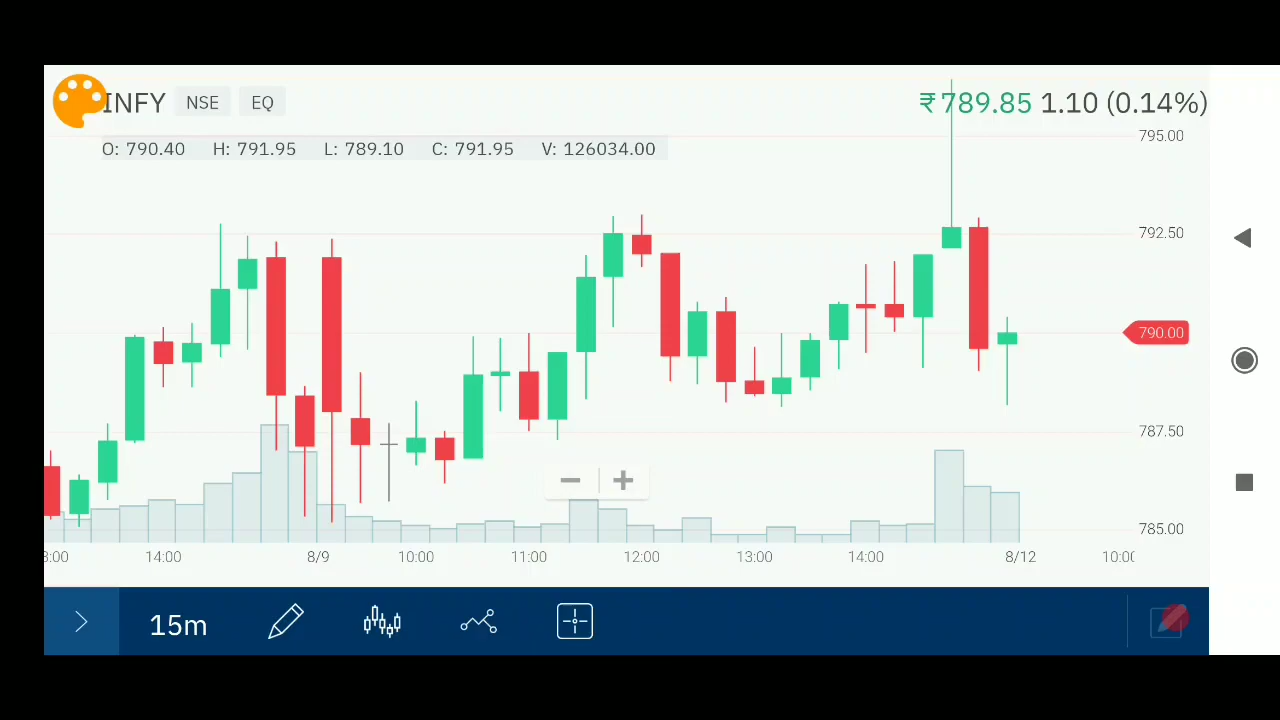 INFY NSE EQ ₹789.85 1.10 (0.14%)
O: 790.40 H: 791.95 L: 789.10 C: 791.95 V: 126034.00
795.00
792.50
790.00
787.50
785.00
3:00 14:00 8/9 10:00 11:00 12:00 13:00 14:00 8/12 10:00
15m